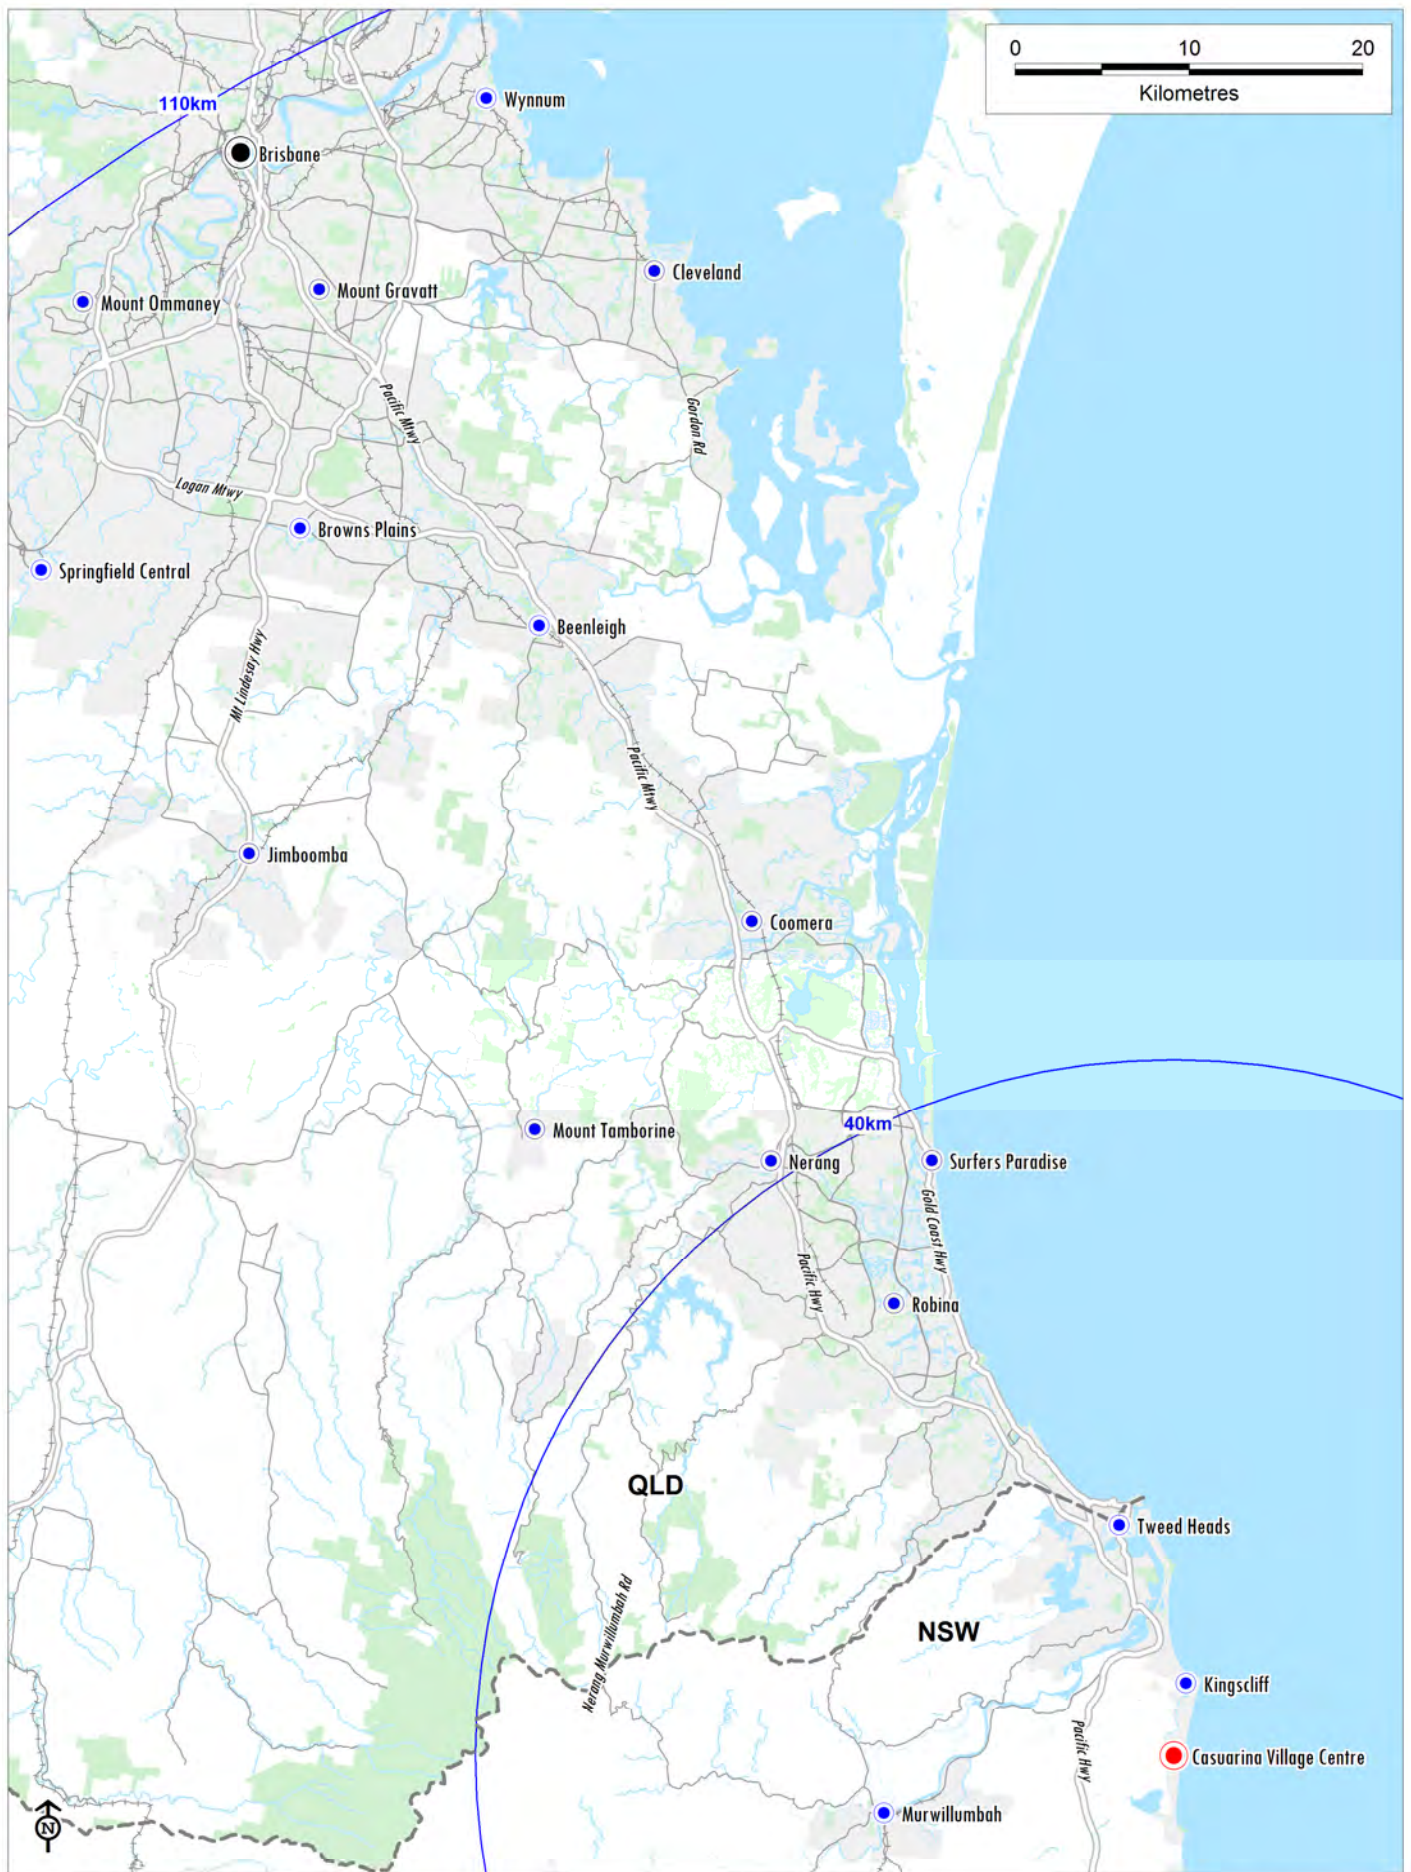 0 10 20
Kilometres
110km
Wynnum
Brisbane
Cleveland
Mount Gravatt
Mount Ommaney
Pacific Mtwy
Gordon Rd
Logan Mtwy
Browns Plains
Springfield Central
Beenleigh
Mt Lindesay Hwy
Pacific Mtwy
Jimboomba
Coomera
40km
Mount Tamborine
Nerang
Surfers Paradise
Gold Coast Hwy
Pacific Hwy
Robina
QLD
Tweed Heads
Nerang Murwillumbah Rd
NSW
Kingscliff
Pacific Hwy
Casuarina Village Centre
Murwillumbah
N